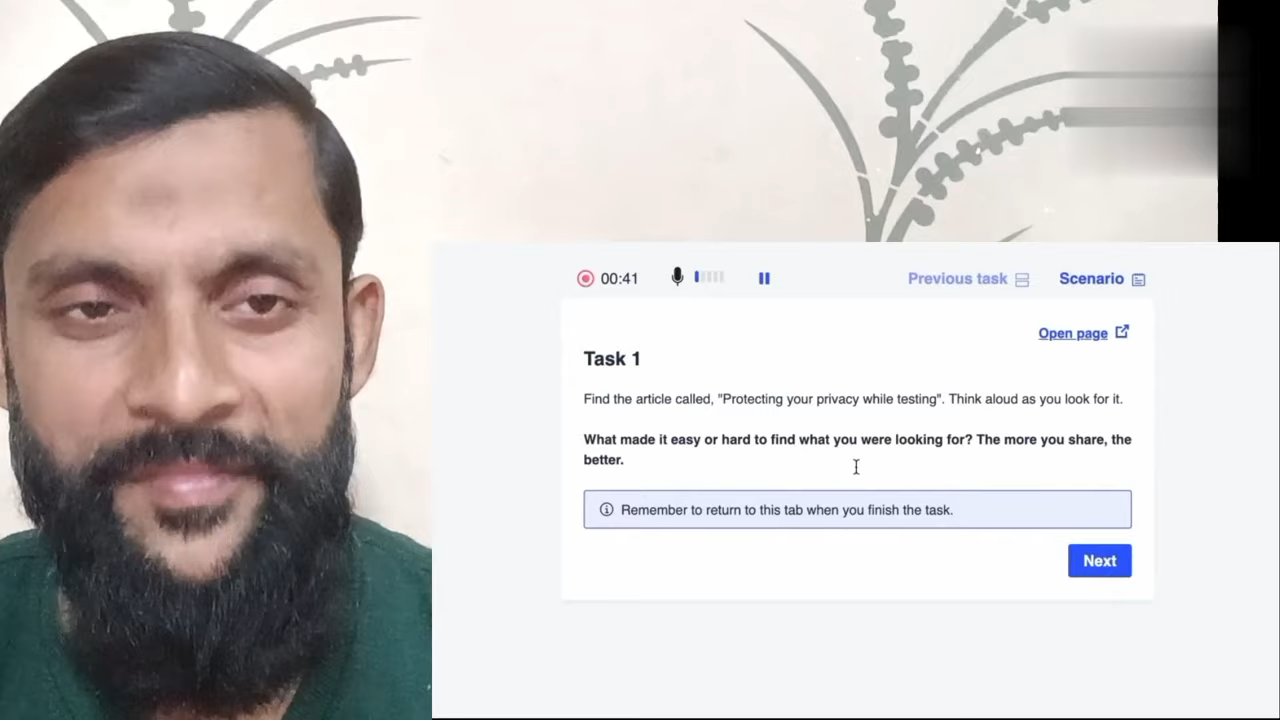 00:41
Previous task
Scenario
Open page
Task 1
Find the article called, "Protecting your privacy while testing". Think aloud as you look for it.
What made it easy or hard to find what you were looking for? The more you share, the
better.
Remember to return to this tab when you finish the task.
Next